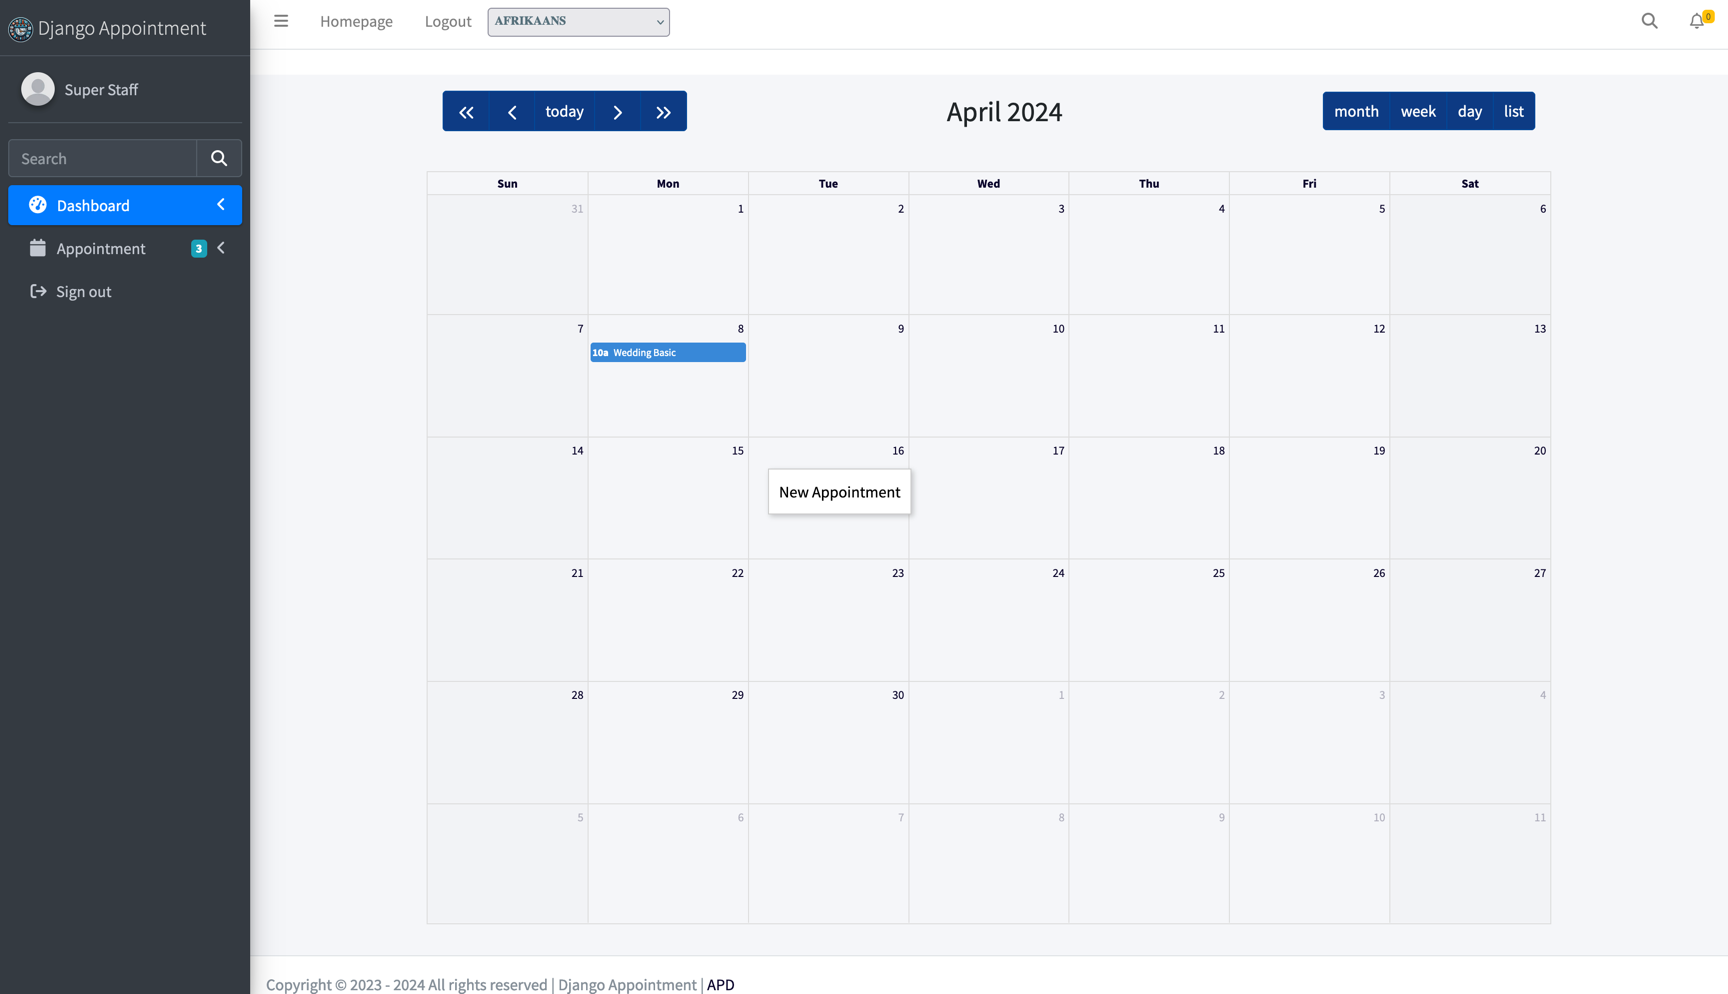 Django Appointment
Super Staff
Search
Dashboard
Appointment 3
Sign out
Homepage Logout AFRIKAANS 0
today April 2024 month week day list
Sun Mon Tue Wed Thu Fri Sat
31 1 2 3 4 5 6
7 8 9 10 11 12 13
10a Wedding Basic
14 15 16 17 18 19 20
New Appointment
21 22 23 24 25 26 27
28 29 30 1 2 3 4
5 6 7 8 9 10 11
Copyright © 2023 - 2024 All rights reserved | Django Appointment | APD